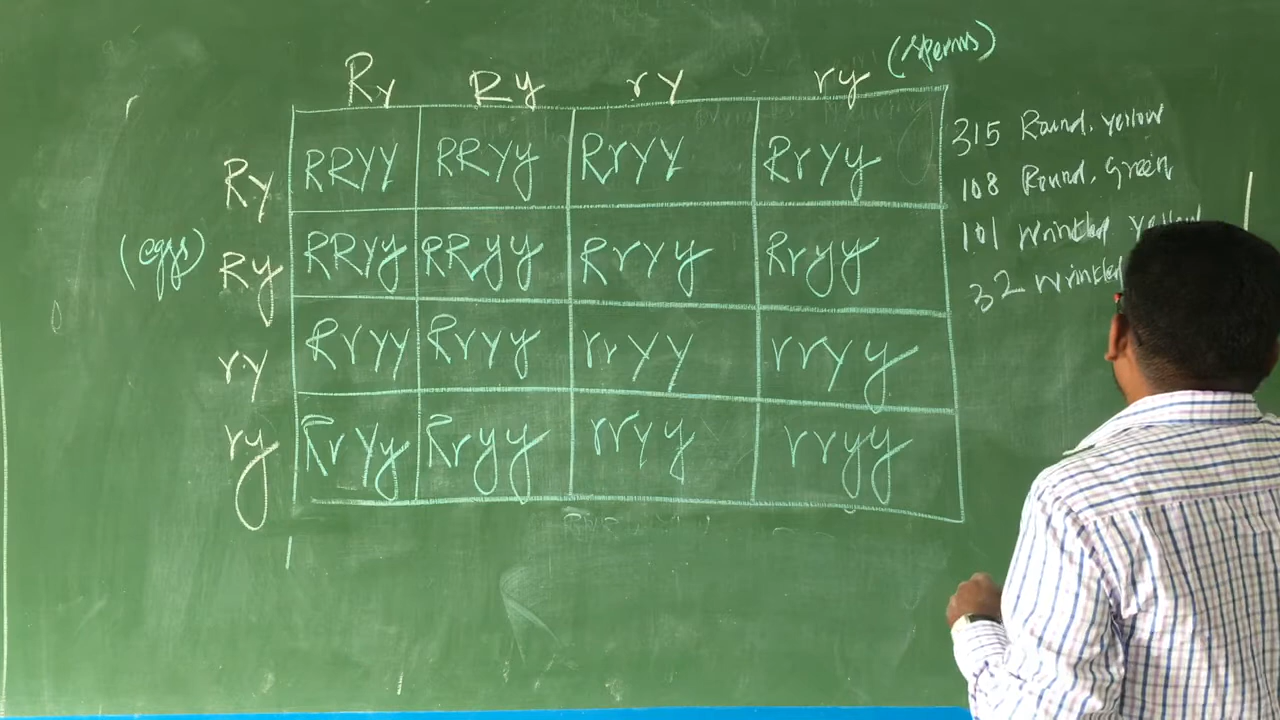 (sperms)
Ry Ry rY ry
Ry RRYY RRYy RrYY RrYy
(eggs) Ry RRYy RRyy RrYy Rryy
rY RrYY RrYy rrYY rrYy
ry RrYy Rryy rrYy rryy
315 Round, yellow
108 Round, Green
101 wrinkled yellow
32 wrinkled